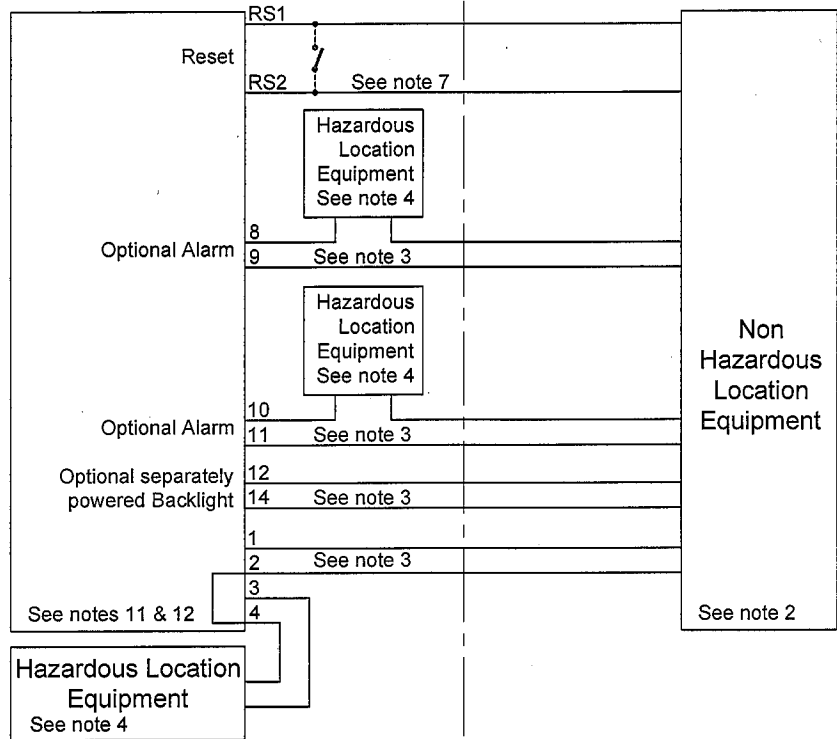 RS1
Reset
RS2
See note 7
Hazardous
Location
Equipment
See note 4
8
Optional Alarm
9
See note 3
Hazardous
Location
Equipment
See note 4
Non
Hazardous
Location
Equipment
10
Optional Alarm
11
See note 3
12
Optional separately
powered Backlight
14
See note 3
1
See note 3
2
3
4
See notes 11 & 12
See note 2
Hazardous Location
Equipment
See note 4